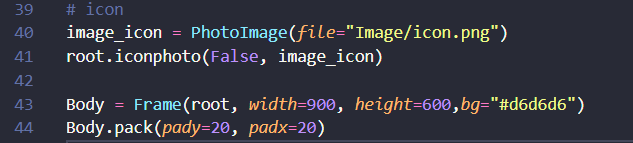 39 # icon
40 image_icon = PhotoImage(file="Image/icon.png")
41 root.iconphoto(False, image_icon)
42
43 Body = Frame(root, width=900, height=600,bg="#d6d6d6")
44 Body.pack(pady=20, padx=20)